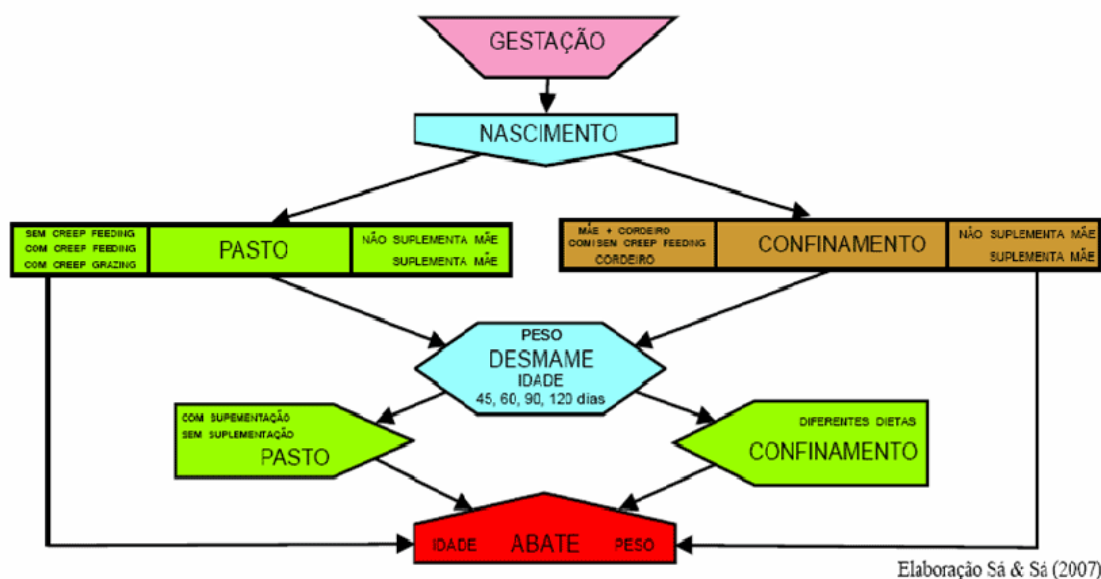 GESTAÇÃO
NASCIMENTO
SEM CREEP FEEDING
COM CREEP FEEDING
COM CREEP GRAZING
PASTO
NÃO SUPLEMENTA MÃE
SUPLEMENTA MÃE
MÃE + CORDEIRO
COM/SEM CREEP FEEDING
CORDEIRO
CONFINAMENTO
NÃO SUPLEMENTA MÃE
SUPLEMENTA MÃE
PESO
DESMAME
IDADE
45, 60, 90, 120 dias
COM SUPEMENTAÇÃO
SEM SUPLEMENTAÇÃO
PASTO
DIFERENTES DIETAS
CONFINAMENTO
IDADE ABATE PESO
Elaboração Sá & Sá (2007)